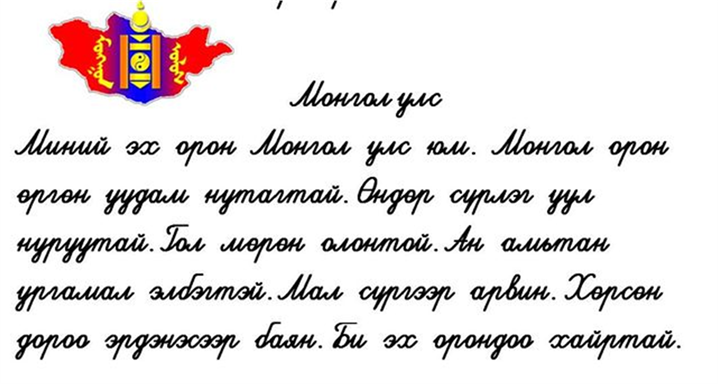 Монгол улс
Миний эх орон Монгол улс юм. Монгол орон
өргөн уудам нутагтай. Өндөр сүрлэг уул
нуруутай. Гол мөрөн олонтой. Ан амьтан
ургамал элбэгтэй. Мал сүргээр арвин. Хөрсөн
дороо эрдэнэсээр баян. Би эх орондоо хайртай.